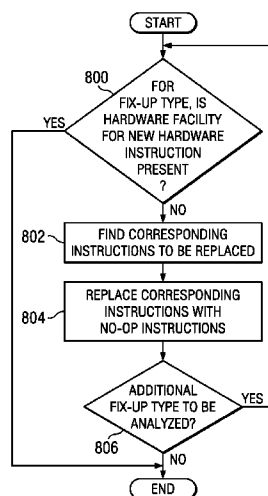 START
800
FOR
FIX-UP TYPE, IS
HARDWARE FACILITY
FOR NEW HARDWARE
INSTRUCTION
PRESENT
?
YES
NO
802
FIND CORRESPONDING
INSTRUCTIONS TO BE REPLACED
804
REPLACE CORRESPONDING
INSTRUCTIONS WITH
NO-OP INSTRUCTIONS
ADDITIONAL
FIX-UP TYPE TO BE
ANALYZED?
YES
806
NO
END